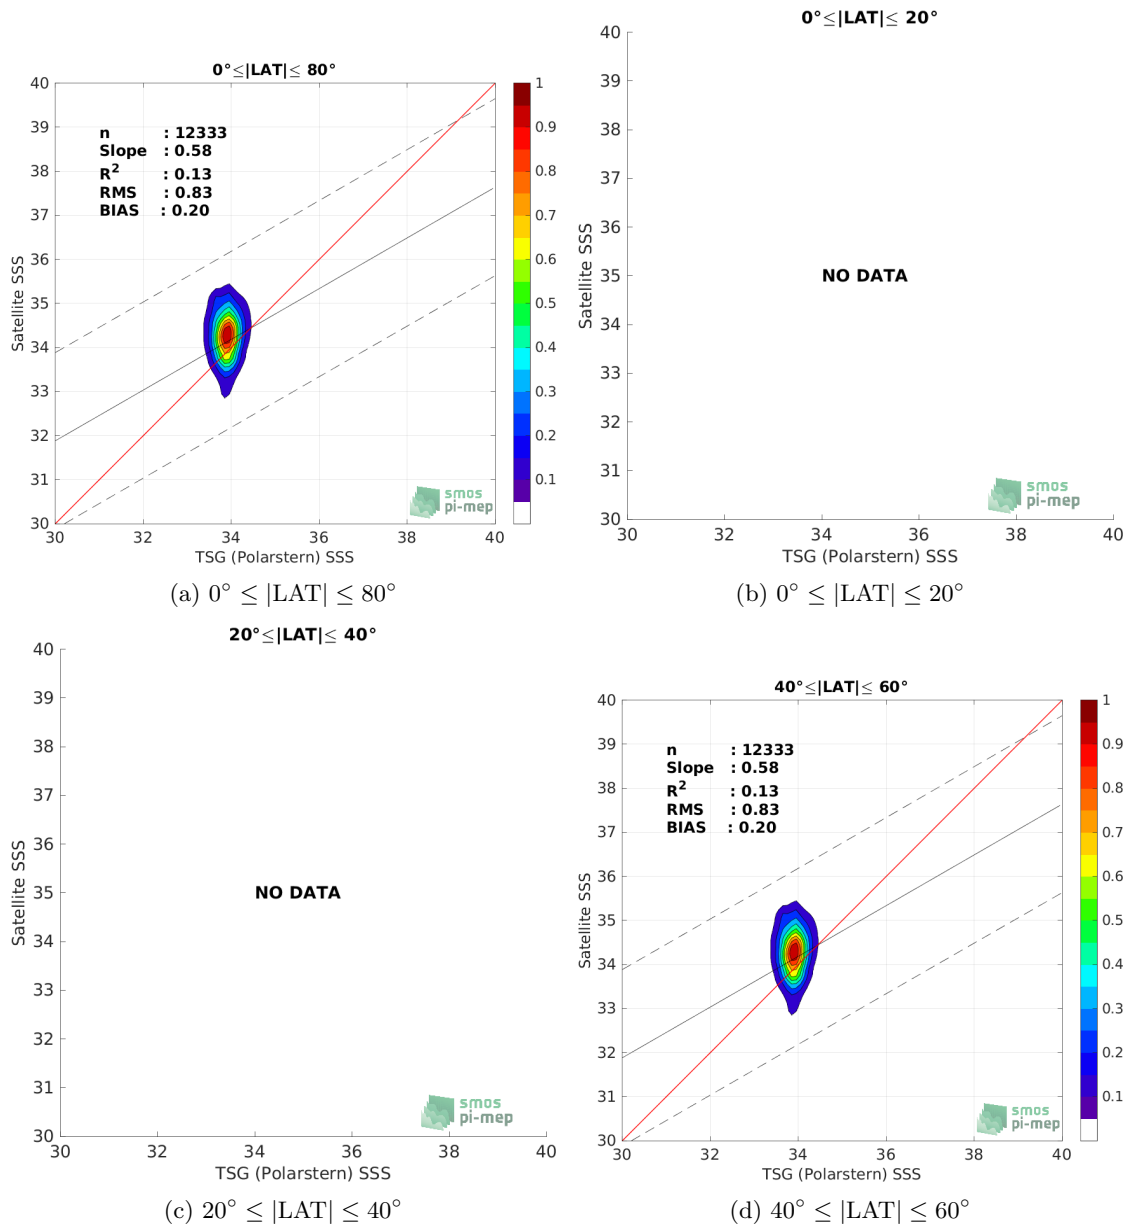 0°≤|LAT|≤ 80°
n : 12333
Slope : 0.58
R² : 0.13
RMS : 0.83
BIAS : 0.20
Satellite SSS
40
39
38
37
36
35
34
33
32
31
30
30 32 34 36 38 40
TSG (Polarstern) SSS
1
0.9
0.8
0.7
0.6
0.5
0.4
0.3
0.2
0.1
smos
pi-mep
(a) 0° ≤ |LAT| ≤ 80°
0°≤|LAT|≤ 20°
Satellite SSS
40
39
38
37
36
35
34
33
32
31
30
NO DATA
30 32 34 36 38 40
TSG (Polarstern) SSS
smos
pi-mep
(b) 0° ≤ |LAT| ≤ 20°
20°≤|LAT|≤ 40°
Satellite SSS
40
39
38
37
36
35
34
33
32
31
30
NO DATA
30 32 34 36 38 40
TSG (Polarstern) SSS
smos
pi-mep
(c) 20° ≤ |LAT| ≤ 40°
40°≤|LAT|≤ 60°
n : 12333
Slope : 0.58
R² : 0.13
RMS : 0.83
BIAS : 0.20
Satellite SSS
40
39
38
37
36
35
34
33
32
31
30
30 32 34 36 38 40
TSG (Polarstern) SSS
1
0.9
0.8
0.7
0.6
0.5
0.4
0.3
0.2
0.1
smos
pi-mep
(d) 40° ≤ |LAT| ≤ 60°